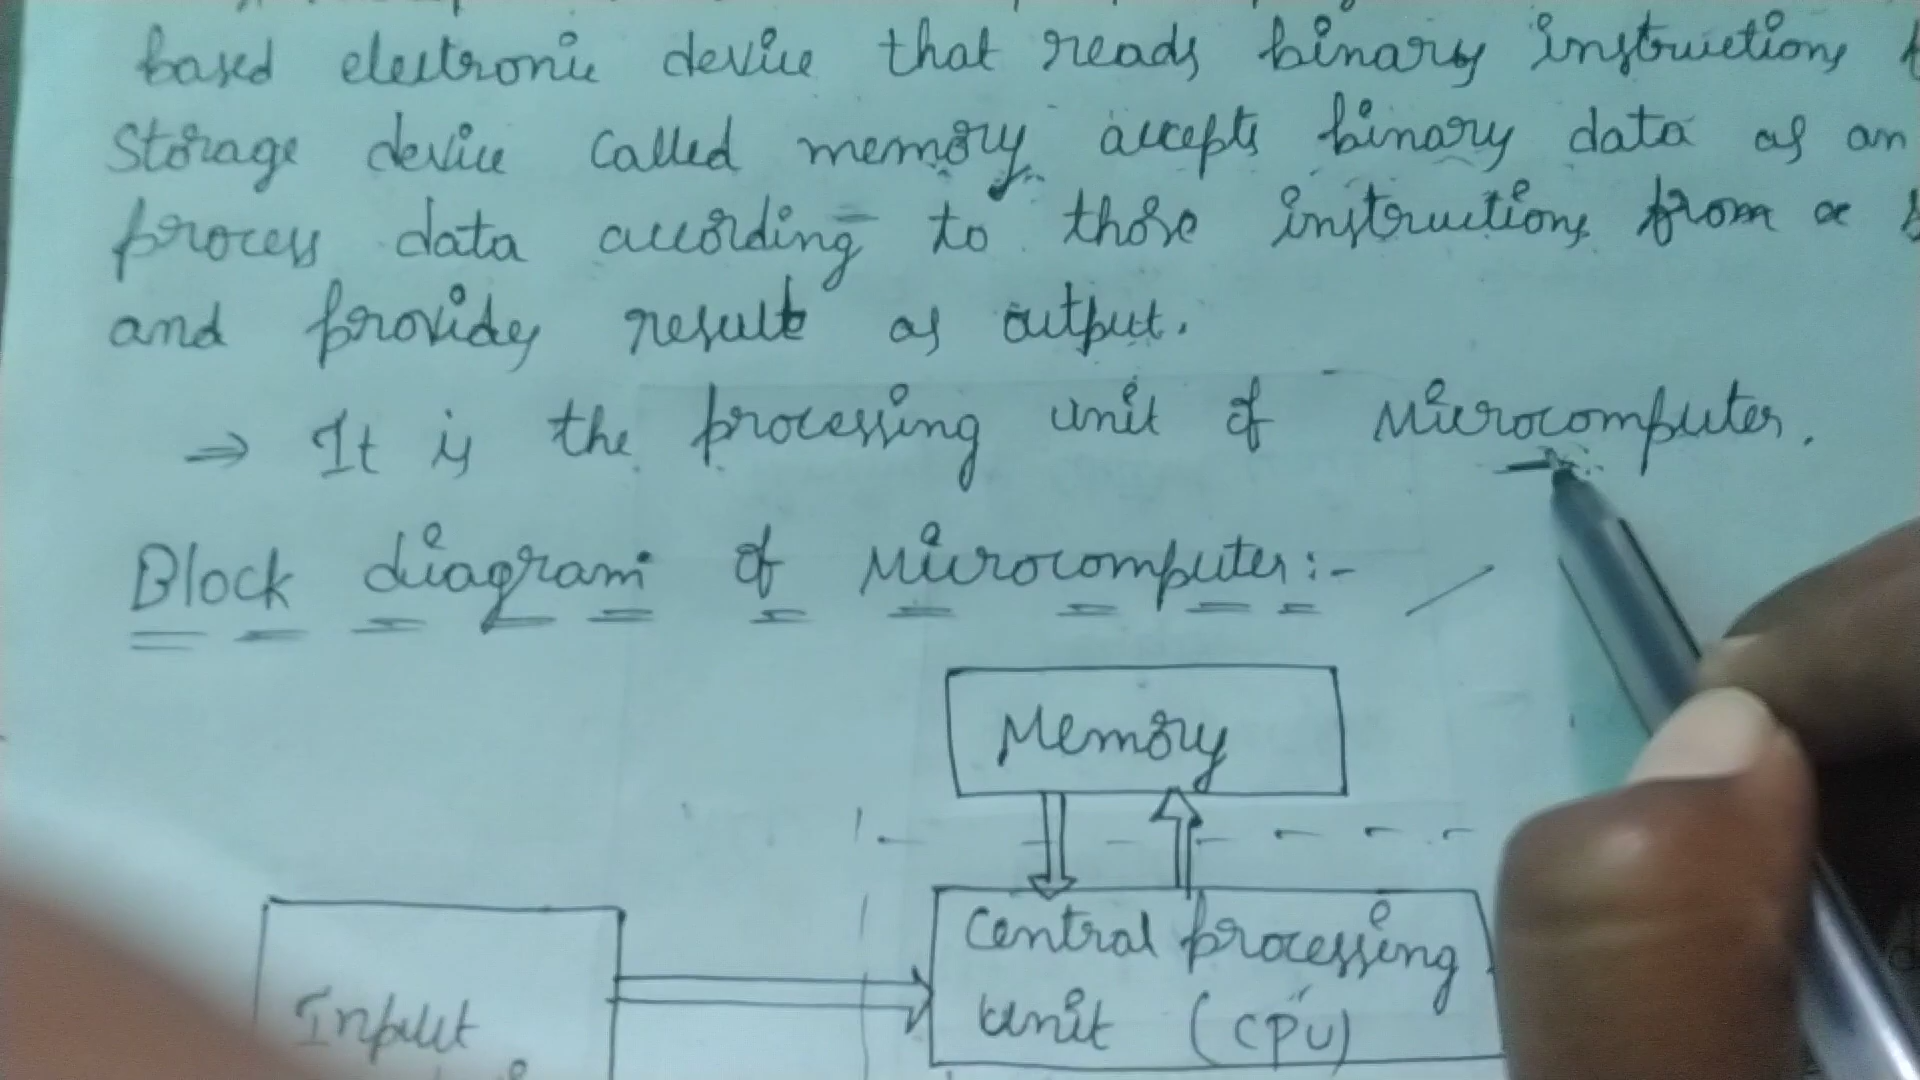 based electronic device that reads binary instructions
Storage device called memory accepts binary data as an
process data according to those instructions from a
and provides result as output.
⇒ It is the processing unit of Microcomputer.
Block diagram of Microcomputer:-
Memory
Central processing
Unit (CPU)
Input